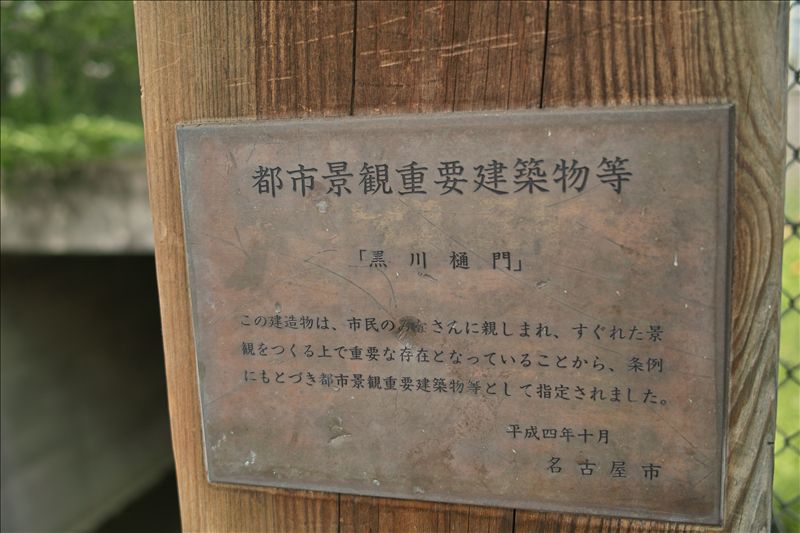 都市景観重要建築物等
「黒川樋門」
この建造物は、市民のみなさんに親しまれ、すぐれた景
観をつくる上で重要な存在となっていることから、条例
にもとづき都市景観重要建築物等として指定されました。
平成四年十月
名古屋市